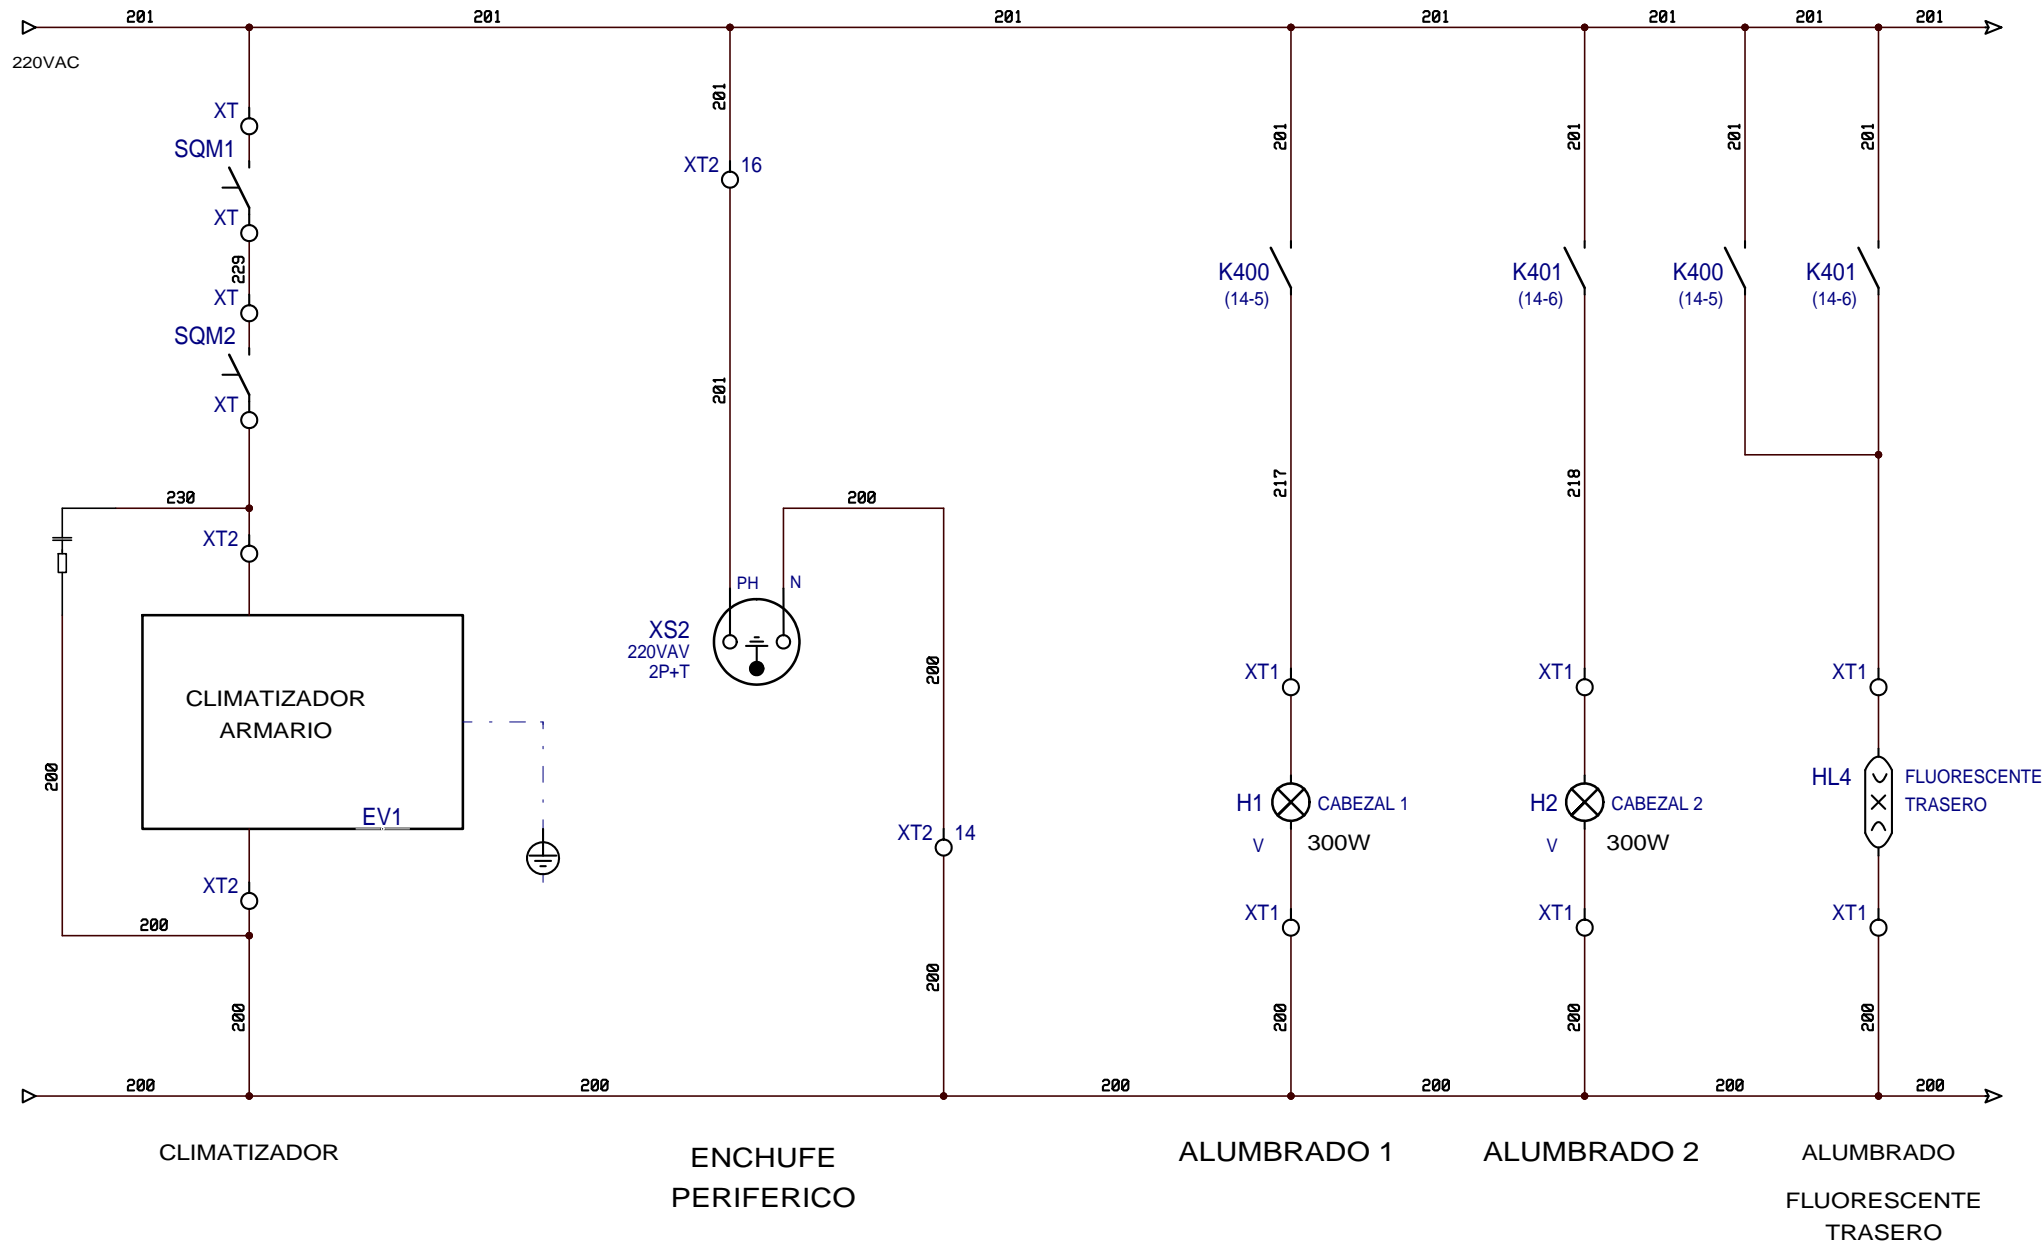 201 201 201 201 201 201 201
220VAC
XT
SQM1
XT
229
XT
SQM2
XT
230
XT2
CLIMATIZADOR
ARMARIO
EV1
XT2
200
200
200
201
XT2 16
201
200
PH N
XS2
220VAV
2P+T
200
XT2 14
200
201
K400
(14-5)
217
XT1
H1 CABEZAL 1
V 300W
XT1
200
201
K401
(14-6)
218
XT1
H2 CABEZAL 2
V 300W
XT1
200
201
K400
(14-5)
201
K401
(14-6)
XT1
HL4 FLUORESCENTE
TRASERO
XT1
200
200 200 200 200 200 200
CLIMATIZADOR
ENCHUFE
PERIFERICO
ALUMBRADO 1
ALUMBRADO 2
ALUMBRADO
FLUORESCENTE
TRASERO